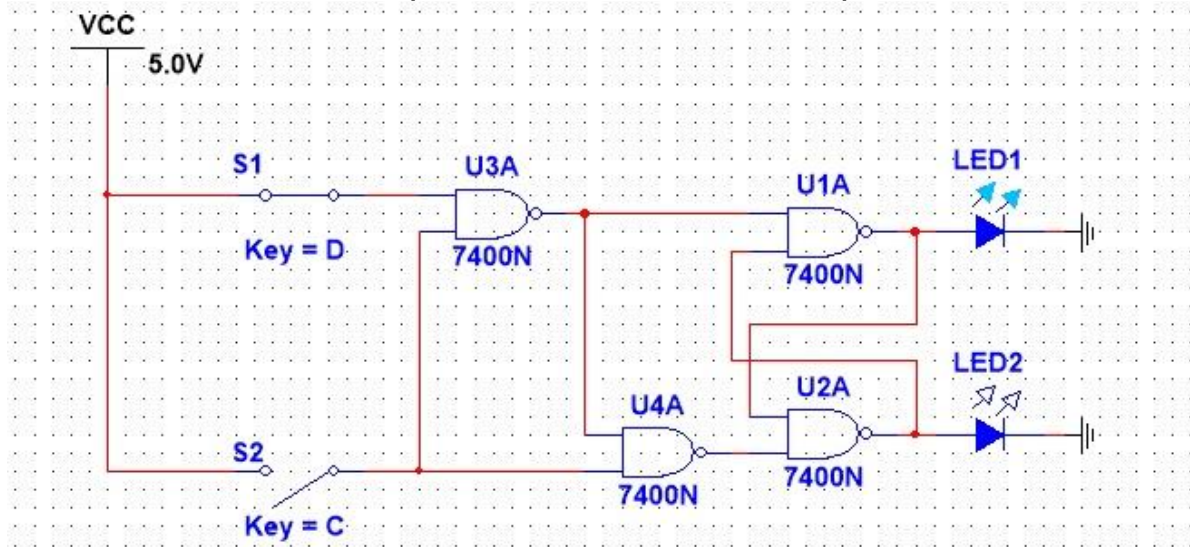 VCC
5.0V
S1
Key = D
U3A
7400N
U1A
7400N
LED1
U4A
7400N
U2A
7400N
LED2
S2
Key = C